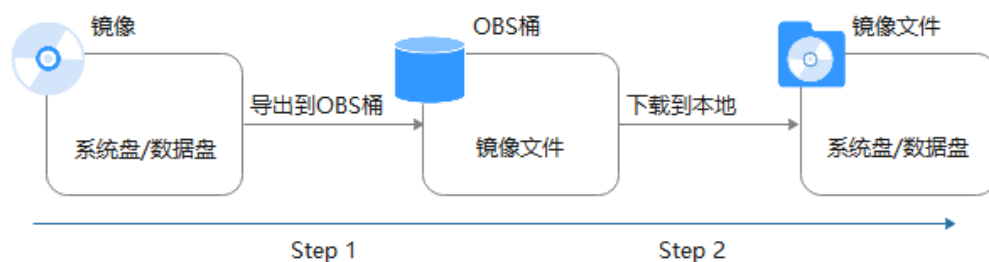 镜像
OBS桶
镜像文件
导出到OBS桶
下载到本地
系统盘/数据盘
镜像文件
系统盘/数据盘
Step 1
Step 2